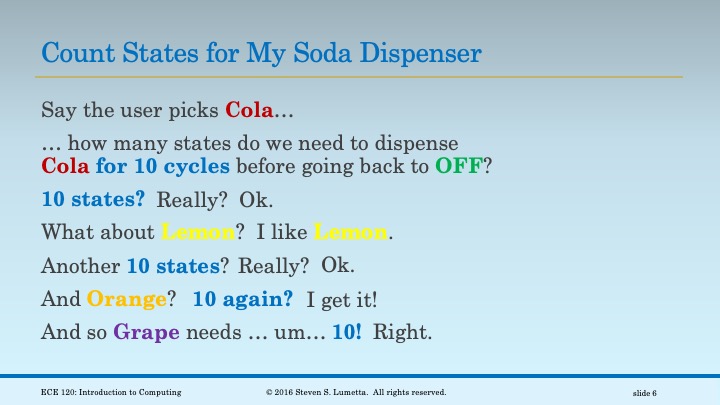 Count States for My Soda Dispenser
Say the user picks Cola…
… how many states do we need to dispense
Cola for 10 cycles before going back to OFF?
10 states? Really? Ok.
What about Lemon? I like Lemon.
Another 10 states? Really? Ok.
And Orange? 10 again? I get it!
And so Grape needs … um… 10! Right.
ECE 120: Introduction to Computing © 2016 Steven S. Lumetta. All rights reserved. slide 6